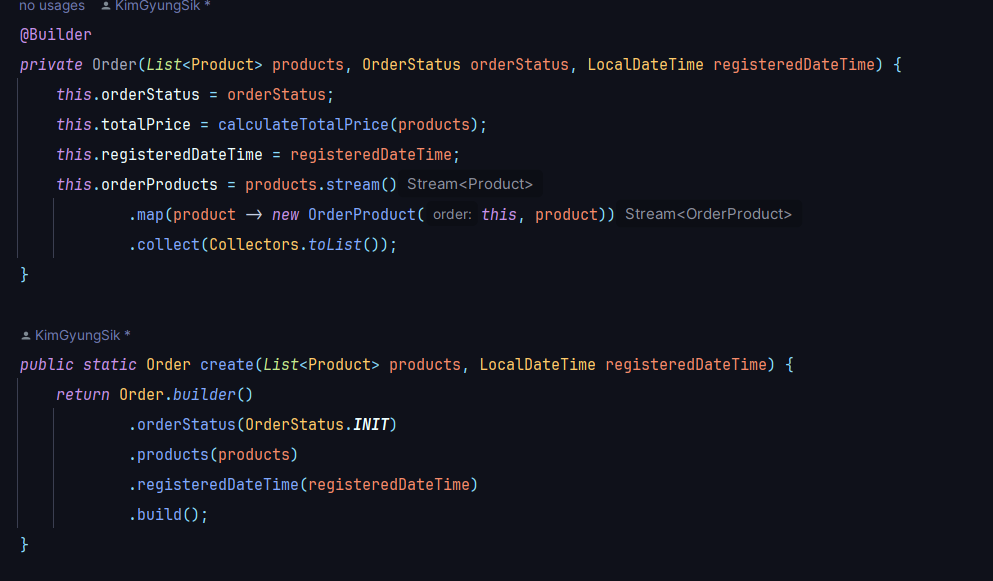 no usages KimGyungSik *
@Builder
private Order(List<Product> products, OrderStatus orderStatus, LocalDateTime registeredDateTime) {
this.orderStatus = orderStatus;
this.totalPrice = calculateTotalPrice(products);
this.registeredDateTime = registeredDateTime;
this.orderProducts = products.stream() Stream<Product>
.map(product -> new OrderProduct( order: this, product)) Stream<OrderProduct>
.collect(Collectors.toList());
}
KimGyungSik *
public static Order create(List<Product> products, LocalDateTime registeredDateTime) {
return Order.builder()
.orderStatus(OrderStatus.INIT)
.products(products)
.registeredDateTime(registeredDateTime)
.build();
}